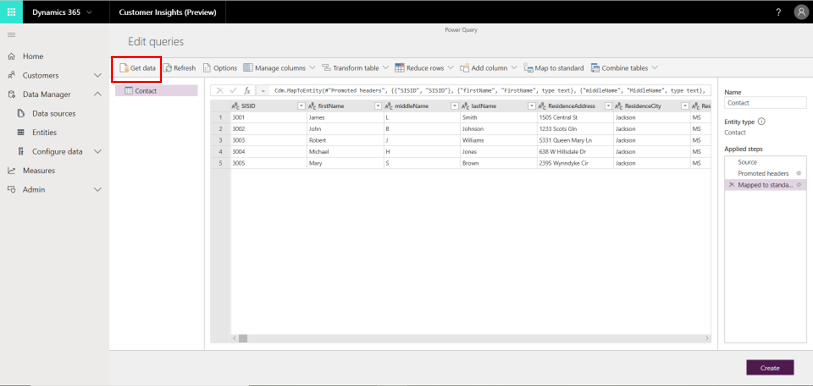 Dynamics 365 Customer Insights (Preview) ?
Power Query
Edit queries
Get data Refresh Options Manage columns Transform table Reduce rows Add column Map to standard Combine tables
Home
Customers
Data Manager
Data sources
Entities
Configure data
Measures
Admin
Contact
fx = Cdm.MapToEntity(#"Promoted headers", {{"SISID", "SISID"}, {"firstName", "FirstName", type text}, {"middleName", "MiddleName", type text},
SISID firstName middleName lastName ResidenceAddress ResidenceCity Res
1 3001 James L Smith 1505 Central St Jackson MS
2 3002 John B Johnson 1233 Scots Gln Jackson MS
3 3003 Robert J Williams 5331 Queen Mary Ln Jackson MS
4 3004 Michael H Jones 638 W Hillsdale Dr Jackson MS
5 3005 Mary S Brown 2395 Wynndyke Cir Jackson MS
Name
Contact
Entity type
Contact
Applied steps
Source
Promoted headers
Mapped to standa...
Create